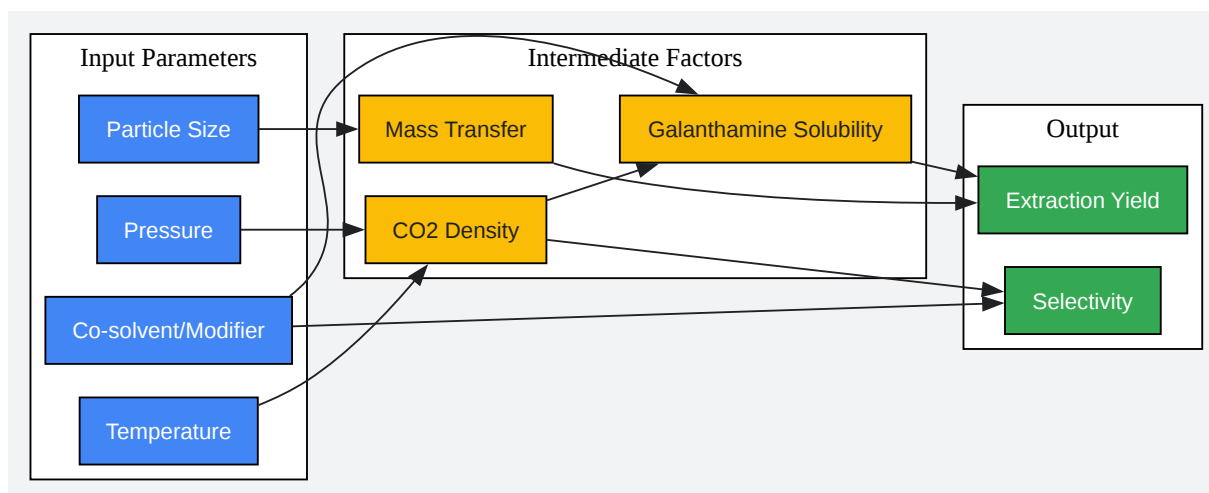 Input Parameters
Particle Size
Pressure
Co-solvent/Modifier
Temperature
Intermediate Factors
Mass Transfer
Galanthamine Solubility
CO2 Density
Output
Extraction Yield
Selectivity